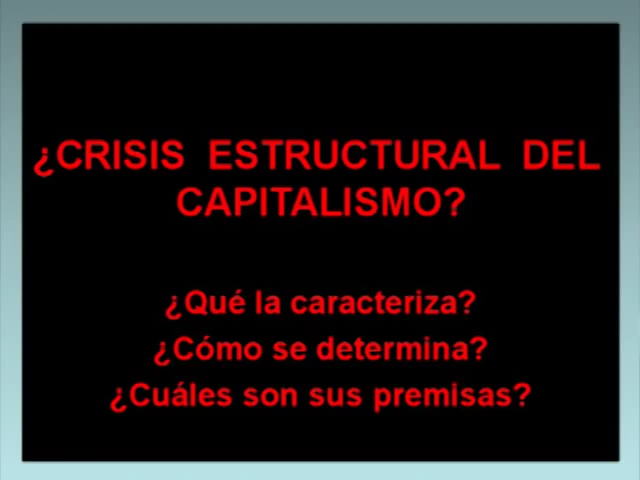 ¿CRISIS ESTRUCTURAL DEL
CAPITALISMO?
¿Qué la caracteriza?
¿Cómo se determina?
¿Cuáles son sus premisas?